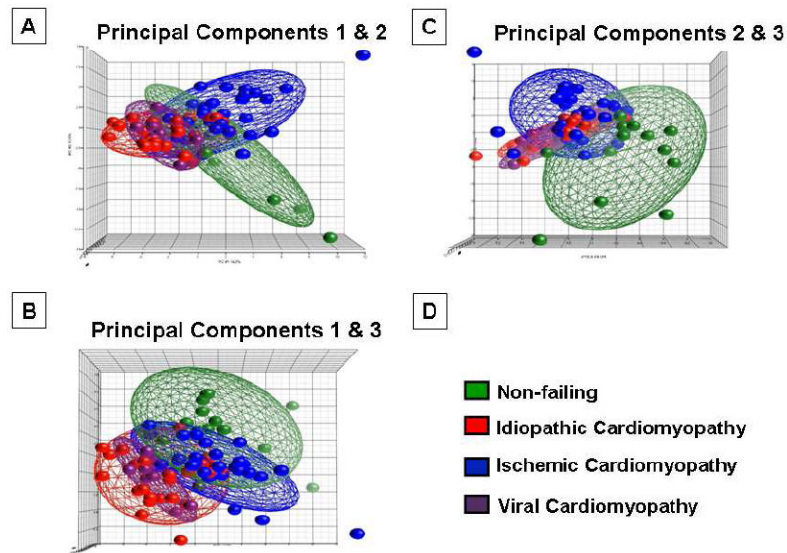 A
Principal Components 1 & 2
C
Principal Components 2 & 3
B
Principal Components 1 & 3
D
Non-failing
Idiopathic Cardiomyopathy
Ischemic Cardiomyopathy
Viral Cardiomyopathy